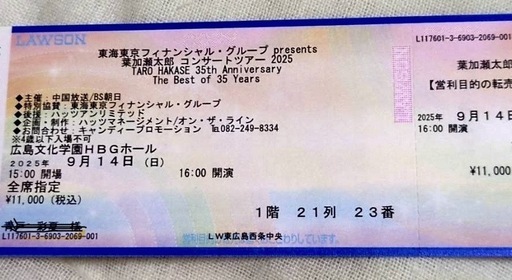 LAWSON
L117601-3-6903-2069-001
東海東京フィナンシャル・グループ presents
葉加瀬太郎 コンサートツアー 2025
TARO HAKASE 35th Anniversary
The Best of 35 Years
◆主催：中国放送/BS朝日
◆特別協賛：東海東京フィナンシャル・グループ
◆後援：ハッツアンリミテッド
◆企画・制作：ハッツマネージメント/オン・ザ・ライン
◆お問合わせ：キャンディープロモーション TEL082-249-8334
※4歳以下入場不可
広島文化学園HBGホール
2025年 9月14日（日）
15:00 開場 16:00 開演
全席指定
¥11,000（税込）
1階 21列 23番
様
L117601-3-6903-2069-001
LW東広島西条中央
葉加瀬太郎
【営利目的の転売
2025年 9月14
16:00 開演
¥11,000